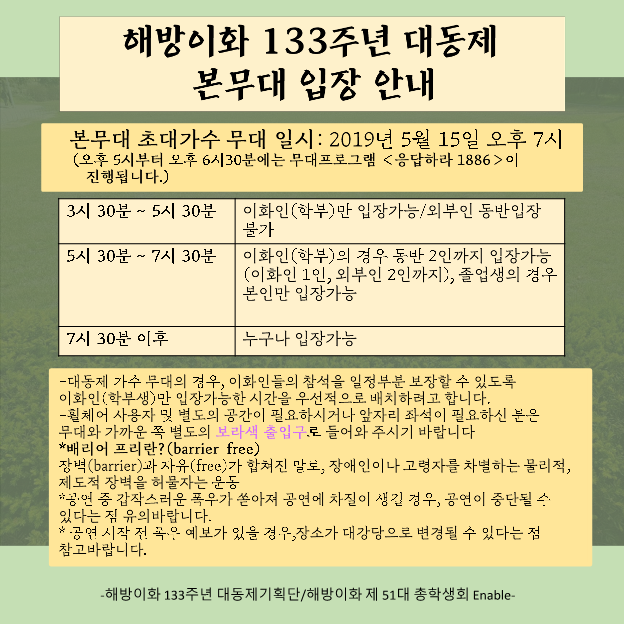 해방이화 133주년 대동제
본무대 입장 안내
본무대 초대가수 무대 일시: 2019년 5월 15일 오후 7시
(오후 5시부터 오후 6시30분에는 무대프로그램 <응답하라 1886>이
진행됩니다.)
3시 30분 ~ 5시 30분
이화인(학부)만 입장가능/외부인 동반입장
불가
5시 30분 ~ 7시 30분
이화인(학부)의 경우 동반 2인까지 입장가능
(이화인 1인, 외부인 2인까지), 졸업생의 경우
본인만 입장가능
7시 30분 이후
누구나 입장가능
-대동제 가수 무대의 경우, 이화인들의 참석을 일정부분 보장할 수 있도록
이화인(학부생)만 입장가능한 시간을 우선적으로 배치하려고 합니다.
-휠체어 사용자 및 별도의 공간이 필요하시거나 앞자리 좌석이 필요하신 분은
무대와 가까운 쪽 별도의 보라색 출입구로 들어와 주시기 바랍니다
*배리어 프리란?(barrier free)
장벽(barrier)과 자유(free)가 합쳐진 말로, 장애인이나 고령자를 차별하는 물리적,
제도적 장벽을 허물자는 운동
*공연 중 갑작스러운 폭우가 쏟아져 공연에 차질이 생길 경우, 공연이 중단될 수
있다는 점 유의바랍니다.
* 공연 시작 전 폭우 예보가 있을 경우,장소가 대강당으로 변경될 수 있다는 점
참고바랍니다.
-해방이화 133주년 대동제기획단/해방이화 제 51대 총학생회 Enable-